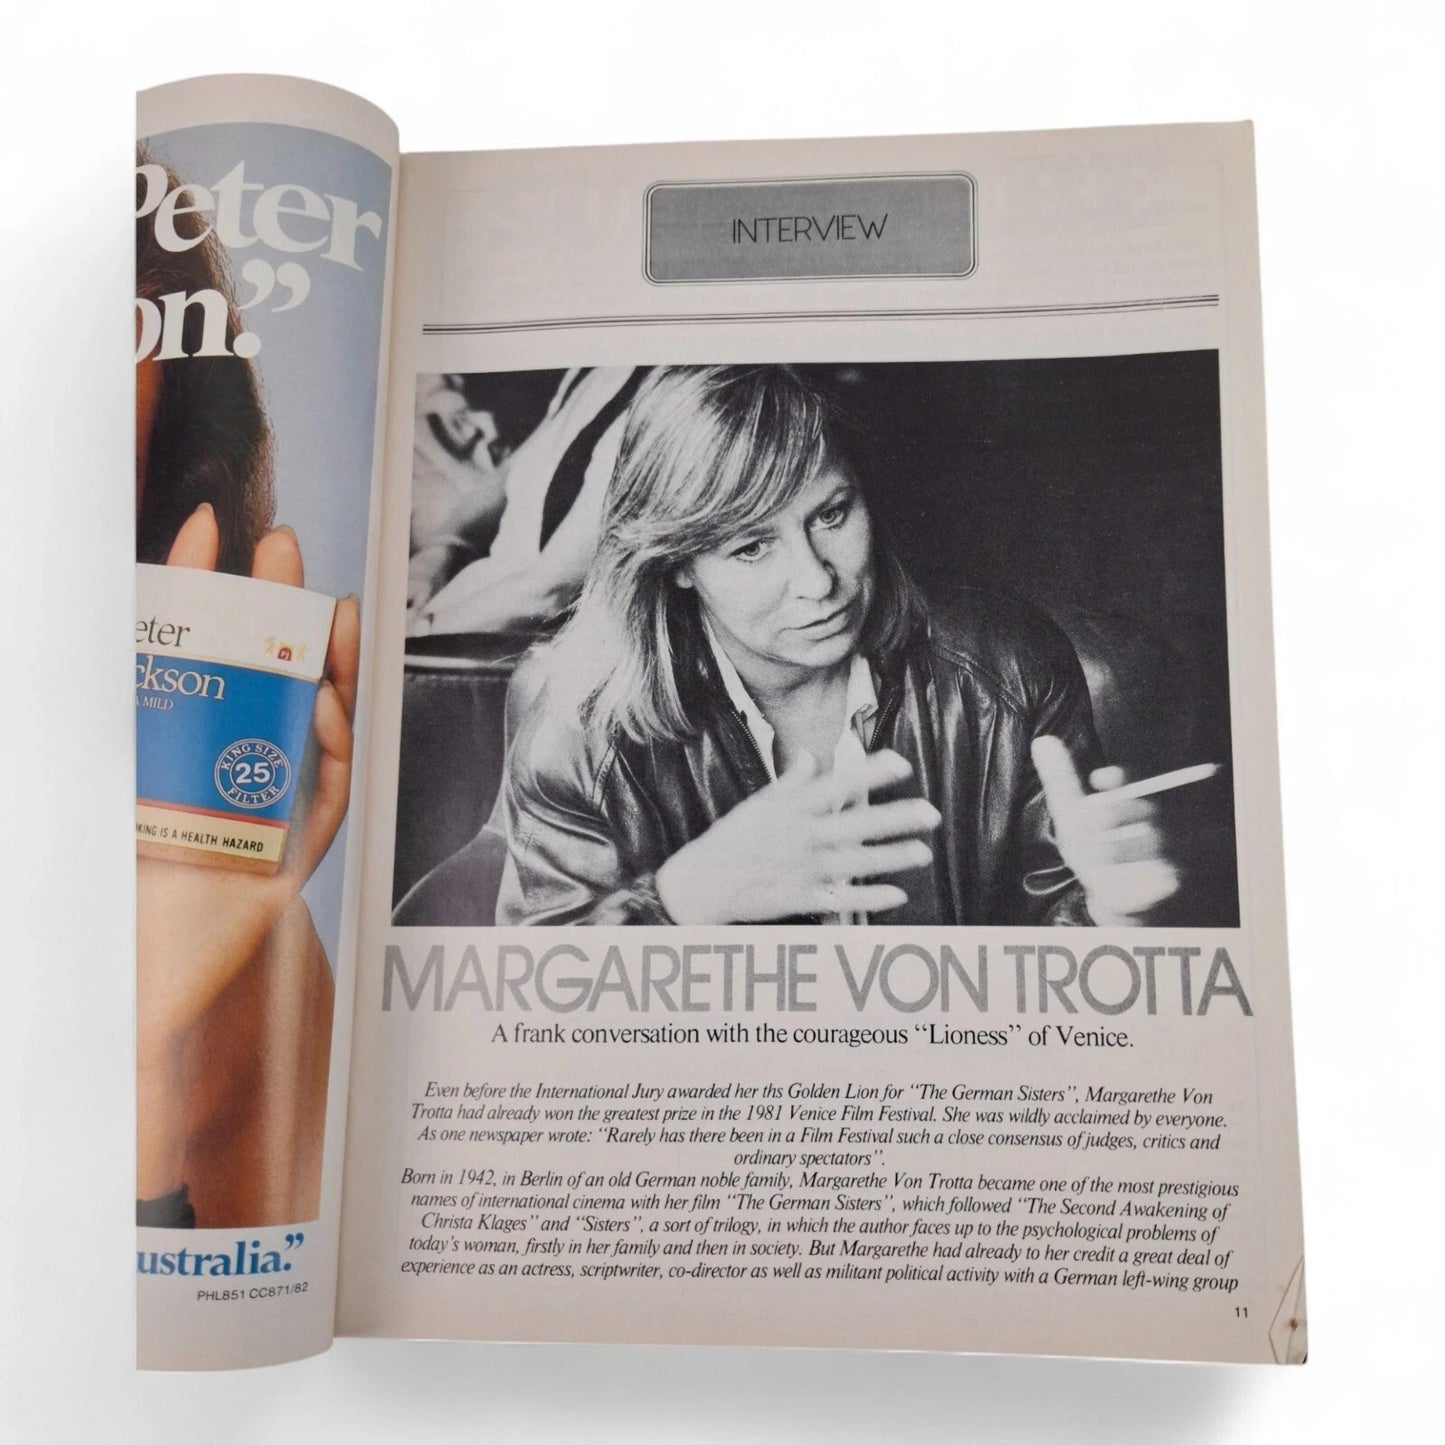 Peter
on.”
eter
ckson
MILD
KING SIZE
25
FILTER
KING IS A HEALTH HAZARD
ustralia.”
PHL851 CC871/82
INTERVIEW
MARGARETHE VON TROTTA
A frank conversation with the courageous “Lioness” of Venice.
Even before the International Jury awarded her ths Golden Lion for “The German Sisters”, Margarethe Von
Trotta had already won the greatest prize in the 1981 Venice Film Festival. She was wildly acclaimed by everyone.
As one newspaper wrote: “Rarely has there been in a Film Festival such a close consensus of judges, critics and
ordinary spectators”.
Born in 1942, in Berlin of an old German noble family, Margarethe Von Trotta became one of the most prestigious
names of international cinema with her film “The German Sisters”, which followed “The Second Awakening of
Christa Klages” and “Sisters”, a sort of trilogy, in which the author faces up to the psychological problems of
today’s woman, firstly in her family and then in society. But Margarethe had already to her credit a great deal of
experience as an actress, scriptwriter, co-director as well as militant political activity with a German left-wing group
11